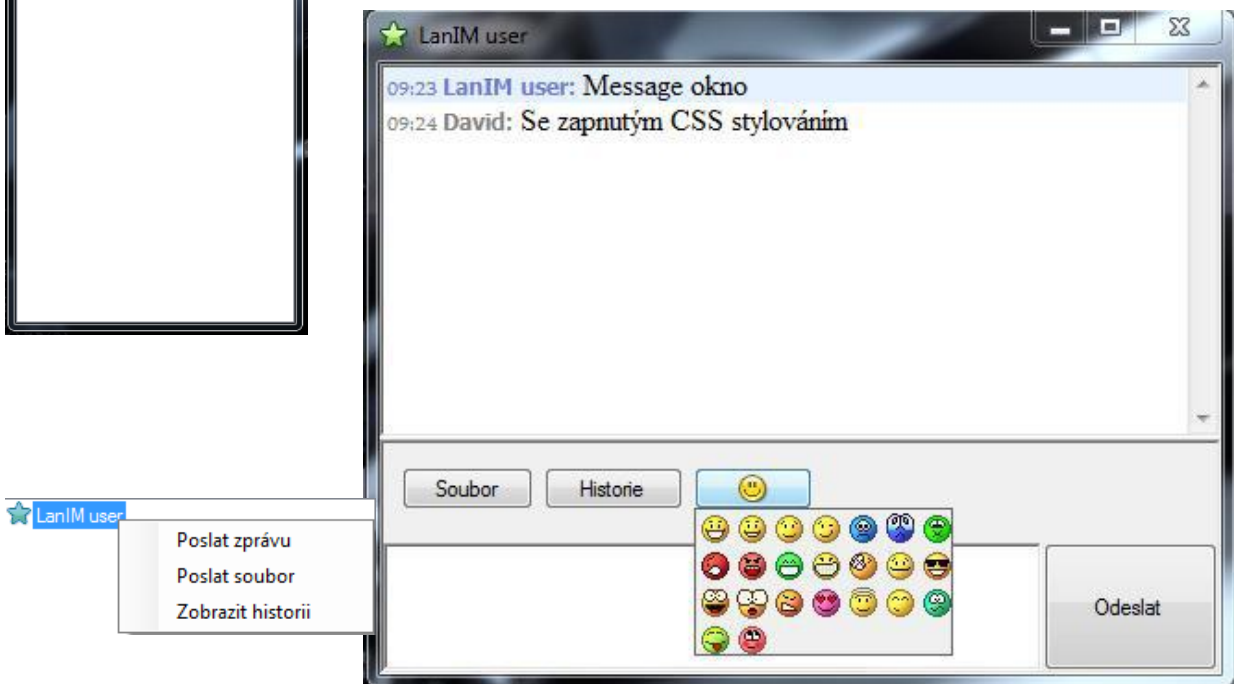 LanIM user
09:23 LanIM user: Message okno
09:24 David: Se zapnutým CSS stylováním
Soubor
Historie
LanIM user
Poslat zprávu
Poslat soubor
Zobrazit historii
Odeslat